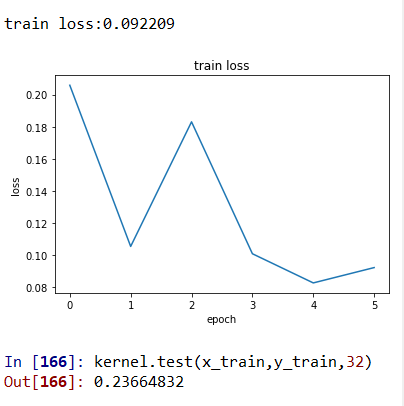 train loss:0.092209
train loss
0.20
0.18
0.16
0.14
0.12
0.10
0.08
loss
0 1 2 3 4 5
epoch
In [166]: kernel.test(x_train,y_train,32)
Out[166]: 0.23664832